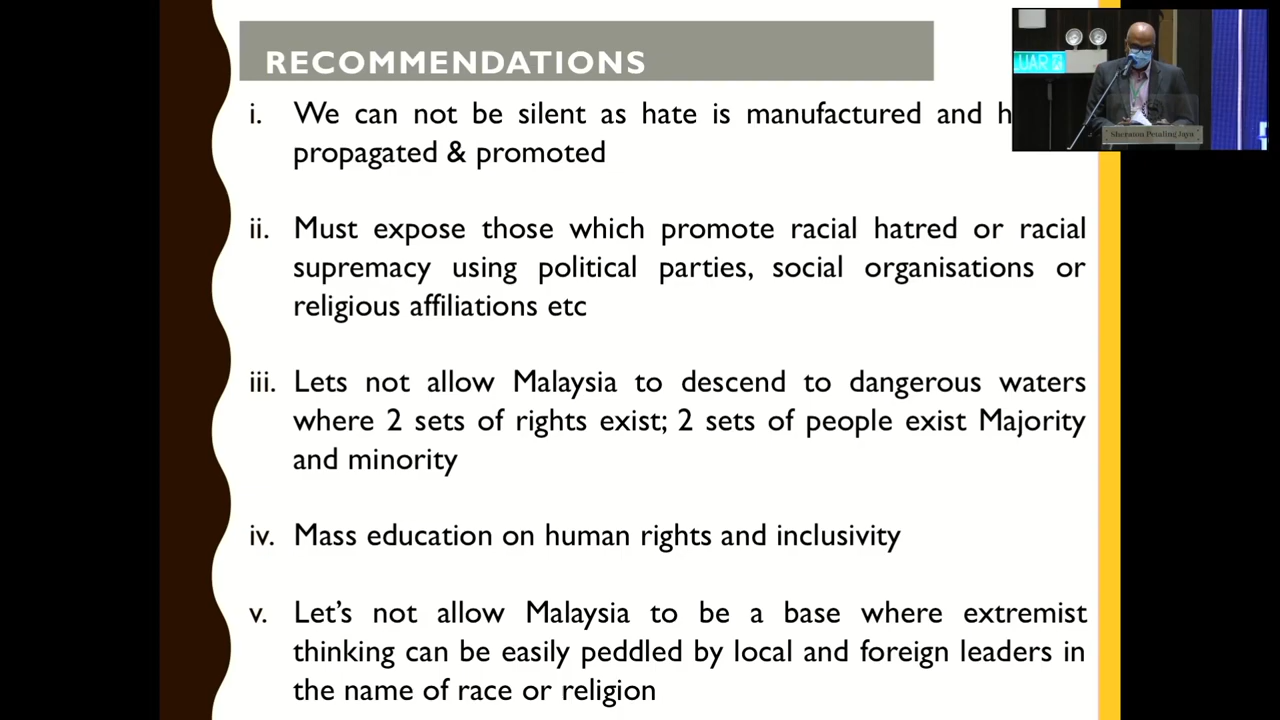 RECOMMENDATIONS
i. We can not be silent as hate is manufactured and
propagated & promoted
ii. Must expose those which promote racial hatred or racial
supremacy using political parties, social organisations or
religious affiliations etc
iii. Lets not allow Malaysia to descend to dangerous waters
where 2 sets of rights exist; 2 sets of people exist Majority
and minority
iv. Mass education on human rights and inclusivity
v. Let's not allow Malaysia to be a base where extremist
thinking can be easily peddled by local and foreign leaders in
the name of race or religion
LUAR
Sheraton Petaling Jaya